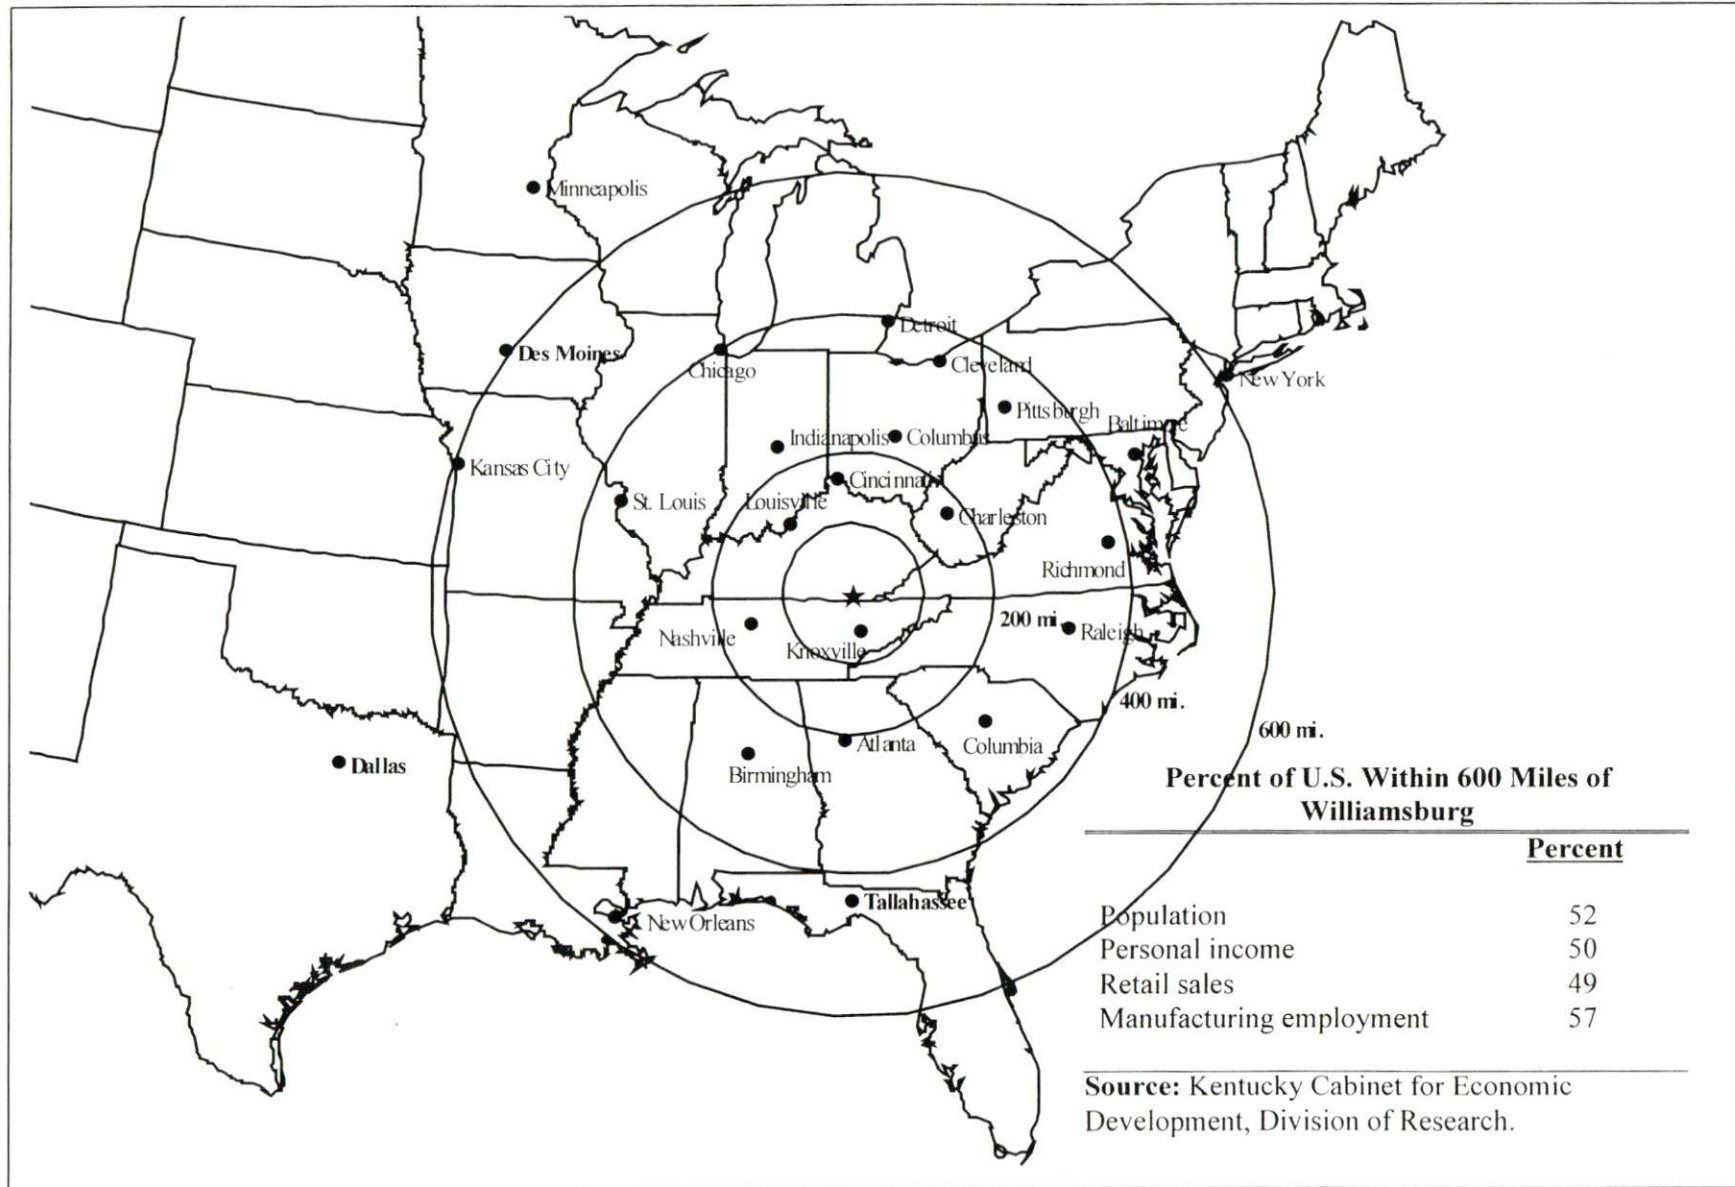 Minneapolis
Detroit
Des Moines
Chicago
Cleveland
New York
Pittsburgh
Baltimore
Indianapolis
Columbus
Kansas City
Cincinnati
St. Louis
Louisville
Charleston
Richmond
200 mi.
Raleigh
Nashville
Knoxville
400 mi.
600 mi.
Atlanta
Columbia
Dallas
Birmingham
Tallahassee
New Orleans
Percent of U.S. Within 600 Miles of
Williamsburg
Percent
Population 52
Personal income 50
Retail sales 49
Manufacturing employment 57
Source: Kentucky Cabinet for Economic
Development, Division of Research.